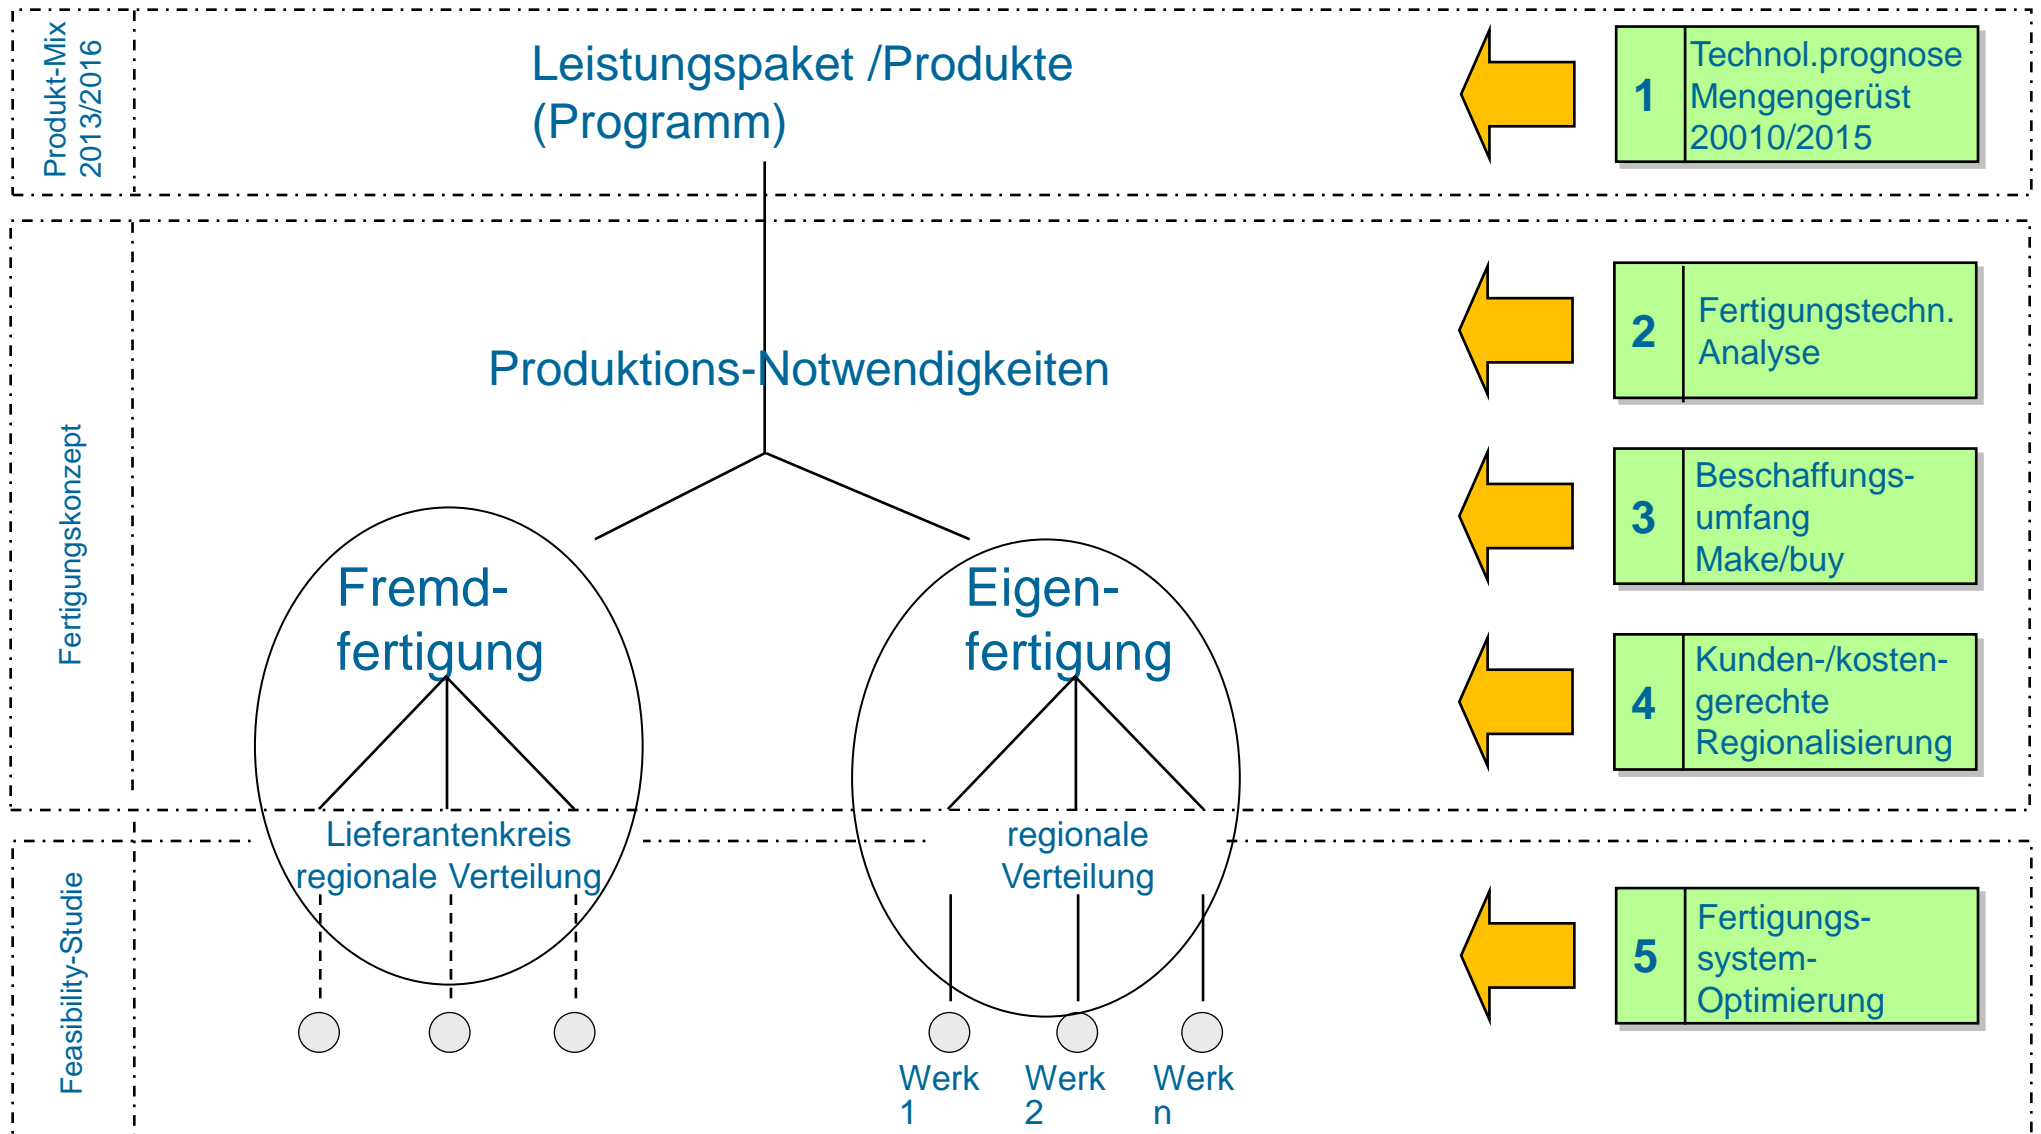 Produkt-Mix
2013/2016
Leistungspaket /Produkte
(Programm)
1
Technol.prognose
Mengengerüst
20010/2015
Fertigungskonzept
Produktions-Notwendigkeiten
2
Fertigungstechn.
Analyse
3
Beschaffungs-
umfang
Make/buy
Fremd-
fertigung
Eigen-
fertigung
4
Kunden-/kosten-
gerechte
Regionalisierung
Feasibility-Studie
Lieferantenkreis
regionale Verteilung
regionale
Verteilung
5
Fertigungs-
system-
Optimierung
Werk
1
Werk
2
Werk
n